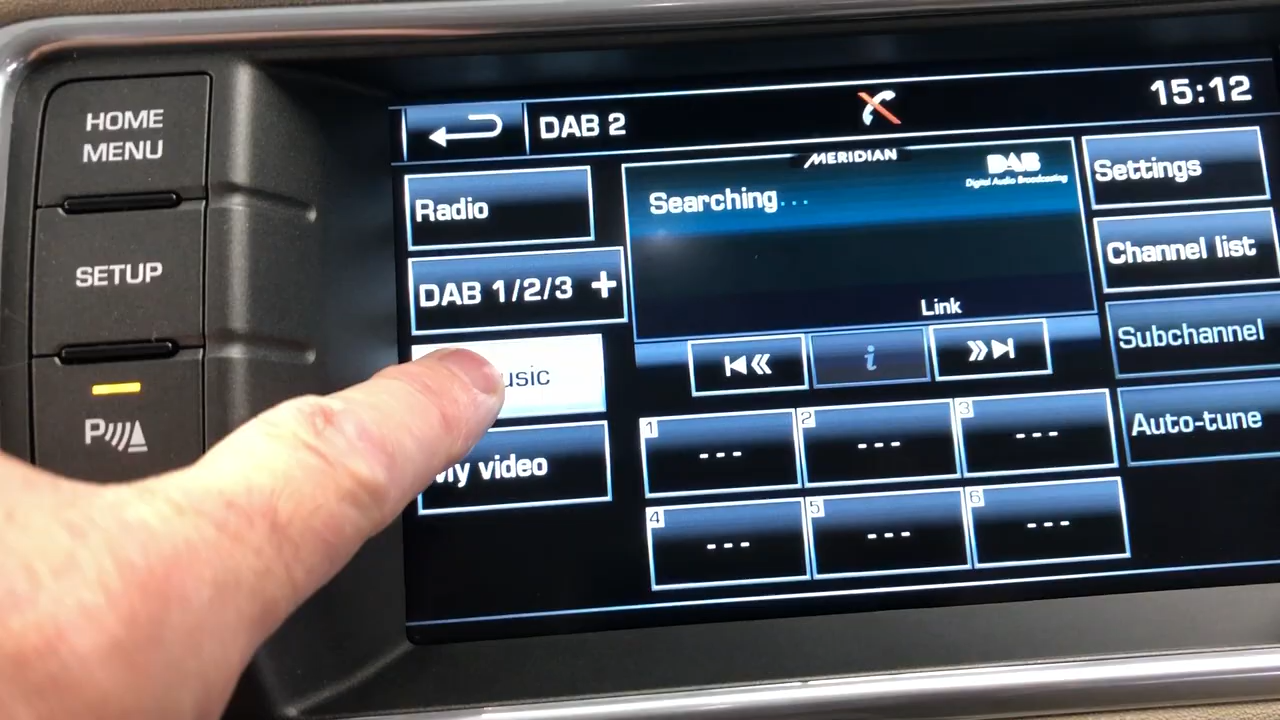 HOME
MENU
SETUP
P
DAB 2
15:12
Radio
DAB 1/2/3 +
My video
MERIDIAN
DAB
Digital Audio Broadcasting
Searching...
Link
i
1 ---
2 ---
3 ---
4 ---
5 ---
6 ---
Settings
Channel list
Subchannel
Auto-tune